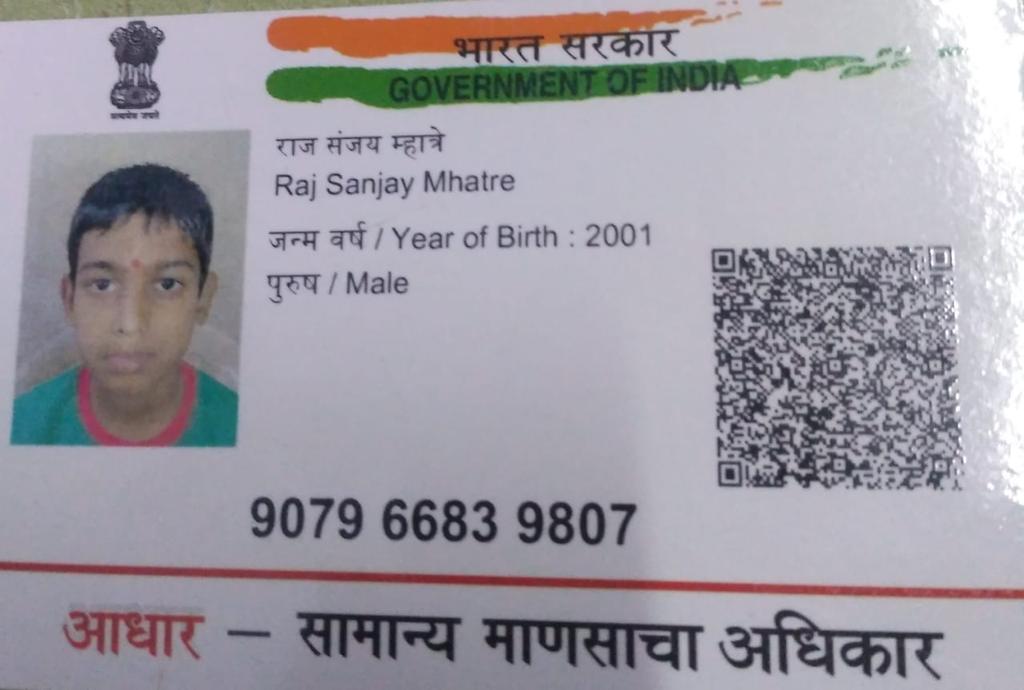 भारत सरकार
GOVERNMENT OF INDIA
सत्यमेव जयते
राज संजय म्हात्रे
Raj Sanjay Mhatre
जन्म वर्ष / Year of Birth : 2001
पुरुष / Male
9079 6683 9807
आधार – सामान्य माणसाचा अधिकार